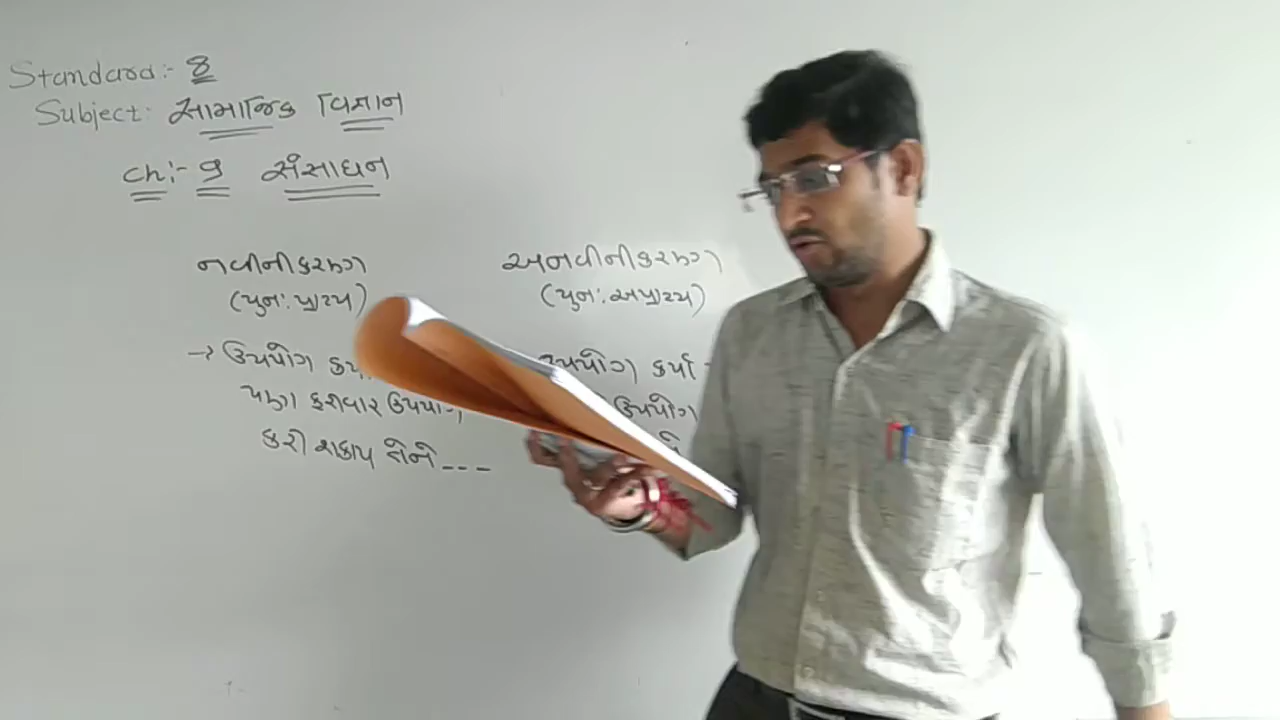 Standard:- 8
Subject: સામાજિક વિજ્ઞાન
ch:- 9 સંસાધન
નવીનીકરણ
(પુનઃપ્રાપ્ય)
→ ઉપયોગ
પણ ફરીવાર ઉપયોગ
કરી શકાય તેને ---
અનવીનીકરણ
(પુનઃઅપ્રાપ્ય)
ઉપયોગ કર્યા
ઉપયોગ